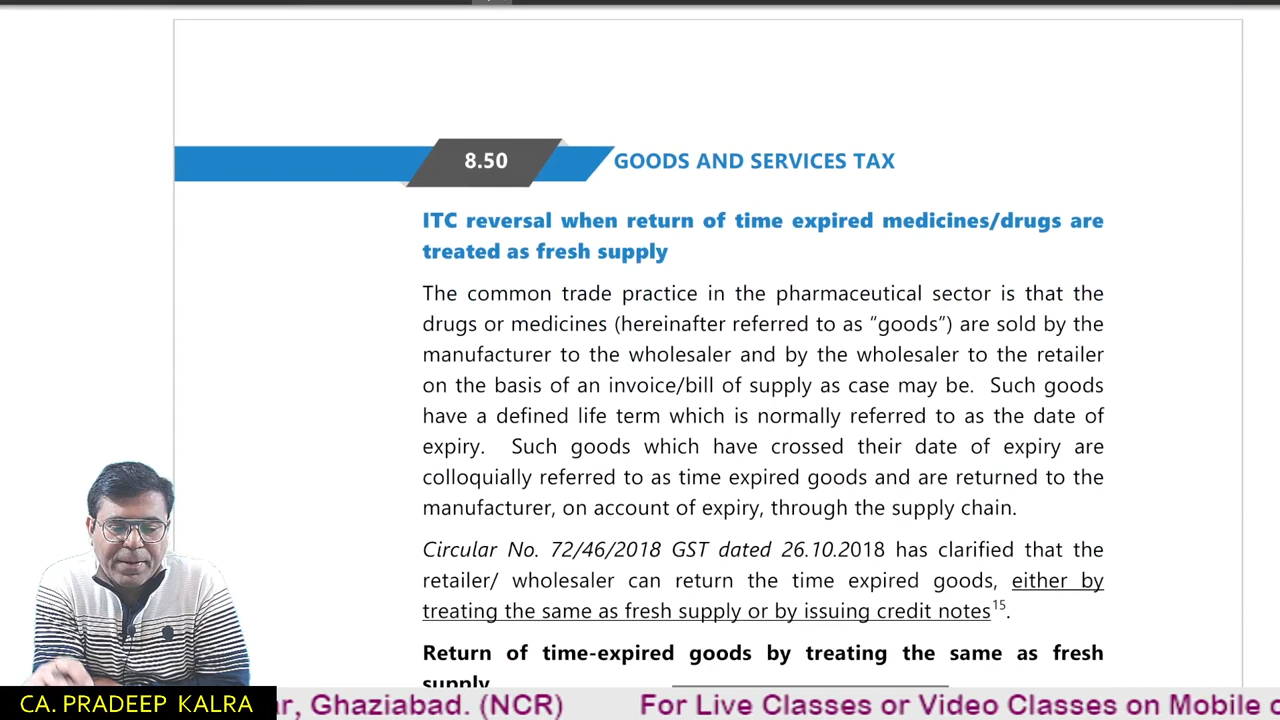 8.50 GOODS AND SERVICES TAX
ITC reversal when return of time expired medicines/drugs are
treated as fresh supply
The common trade practice in the pharmaceutical sector is that the
drugs or medicines (hereinafter referred to as “goods”) are sold by the
manufacturer to the wholesaler and by the wholesaler to the retailer
on the basis of an invoice/bill of supply as case may be. Such goods
have a defined life term which is normally referred to as the date of
expiry. Such goods which have crossed their date of expiry are
colloquially referred to as time expired goods and are returned to the
manufacturer, on account of expiry, through the supply chain.
Circular No. 72/46/2018 GST dated 26.10.2018 has clarified that the
retailer/ wholesaler can return the time expired goods, either by
treating the same as fresh supply or by issuing credit notes15.
Return of time-expired goods by treating the same as fresh
supply
CA. PRADEEP KALRA
r, Ghaziabad. (NCR) For Live Classes or Video Classes on Mobile